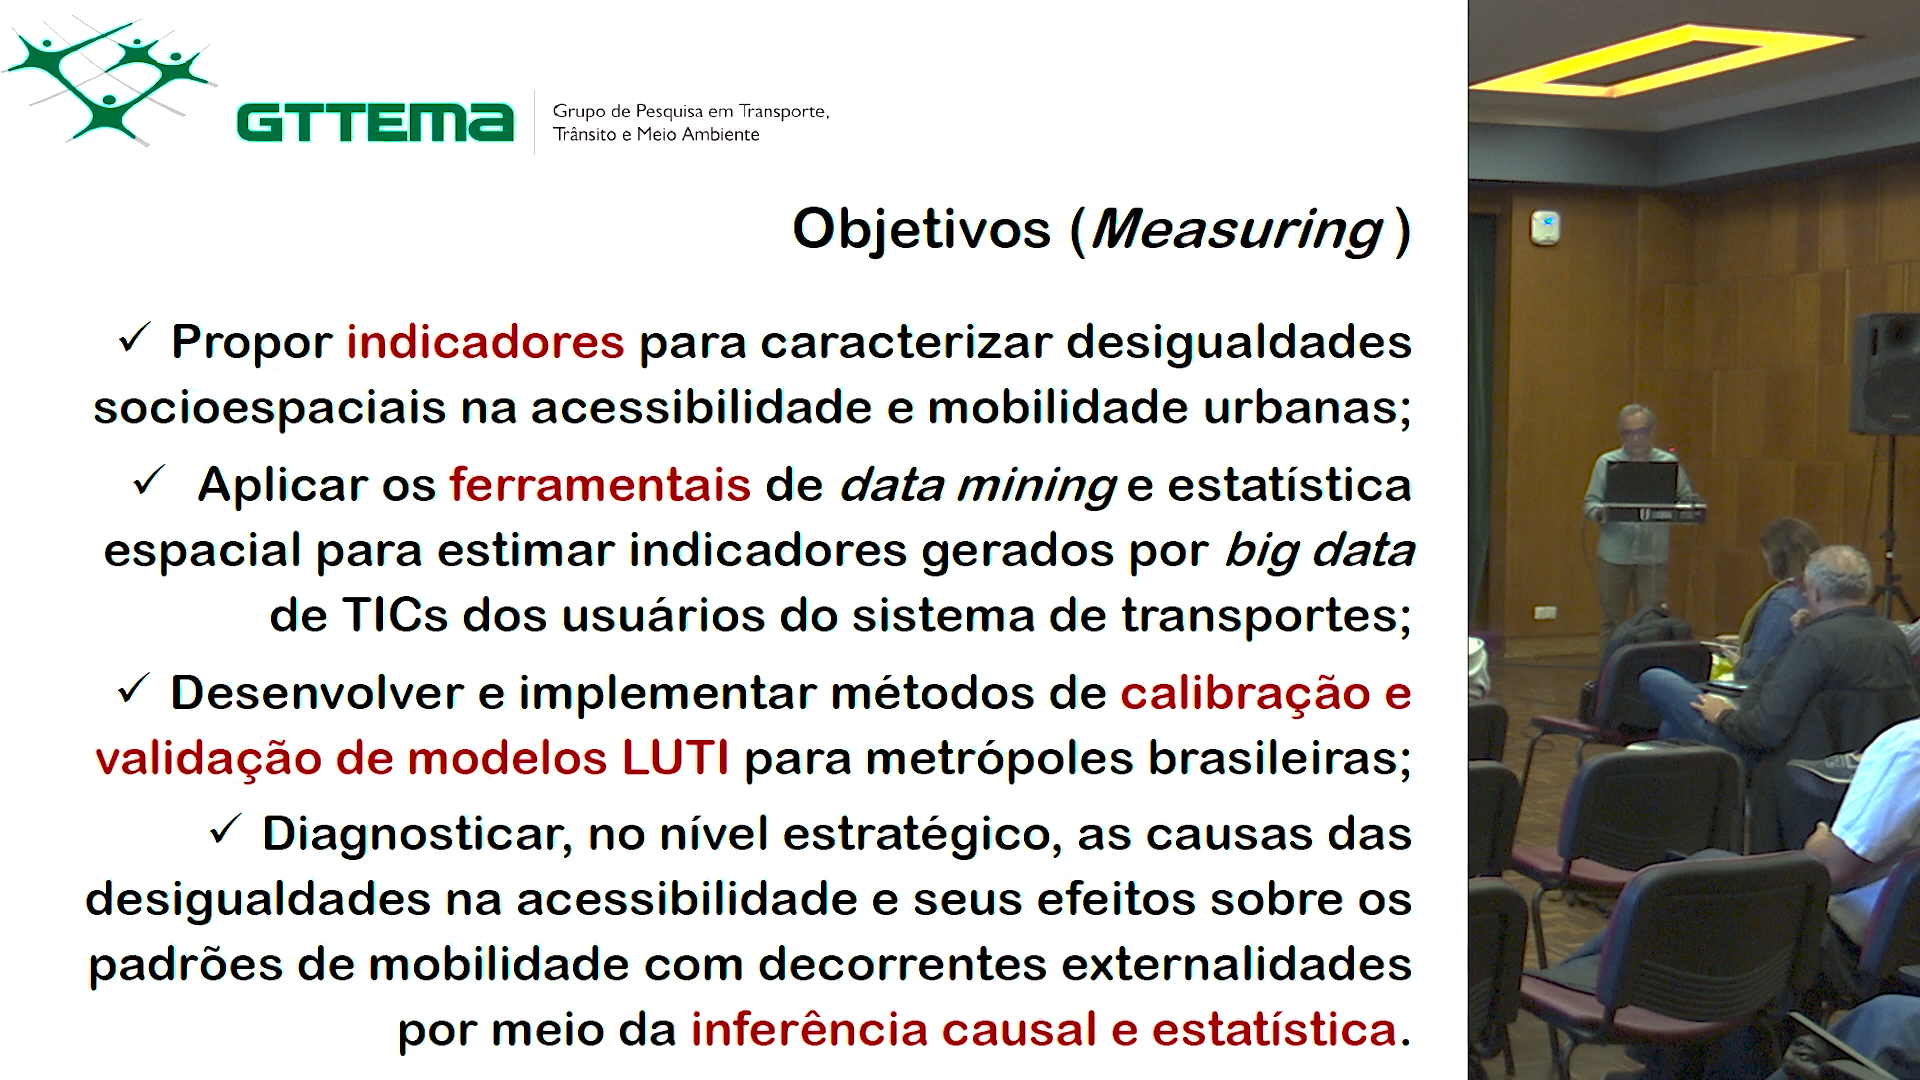 GTTEMA
Grupo de Pesquisa em Transporte,
Trânsito e Meio Ambiente
Objetivos (Measuring )
✓ Propor indicadores para caracterizar desigualdades
socioespaciais na acessibilidade e mobilidade urbanas;
✓ Aplicar os ferramentais de data mining e estatística
espacial para estimar indicadores gerados por big data
de TICs dos usuários do sistema de transportes;
✓ Desenvolver e implementar métodos de calibração e
validação de modelos LUTI para metrópoles brasileiras;
✓ Diagnosticar, no nível estratégico, as causas das
desigualdades na acessibilidade e seus efeitos sobre os
padrões de mobilidade com decorrentes externalidades
por meio da inferência causal e estatística.